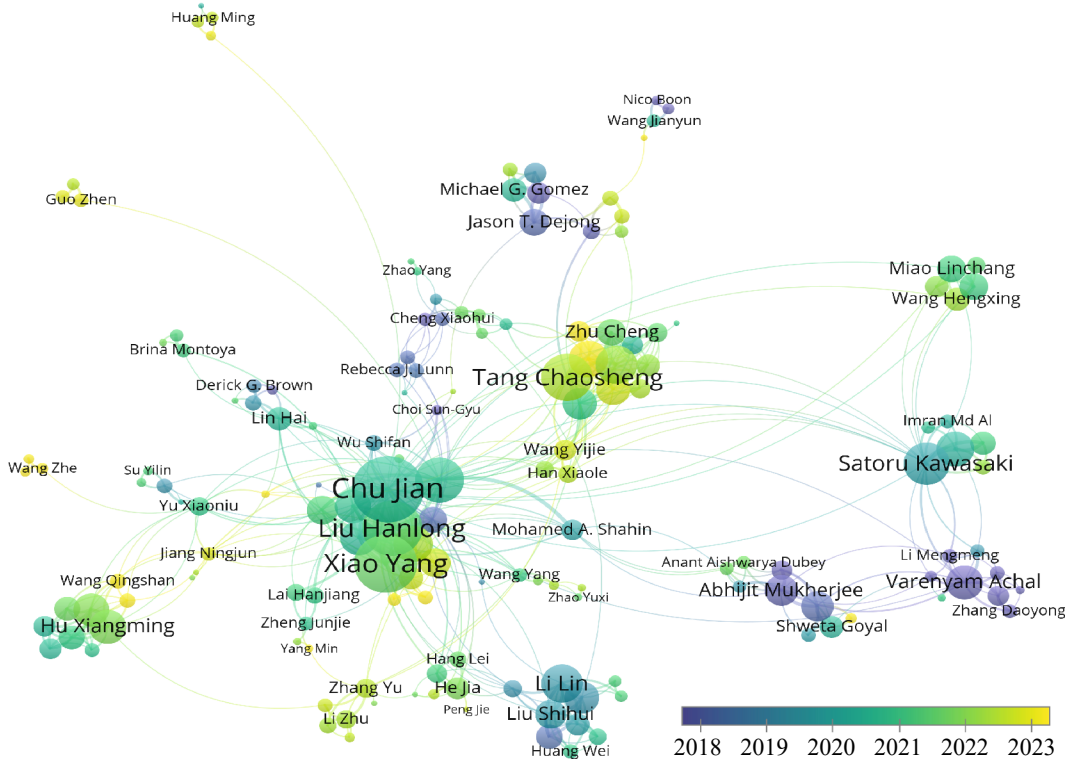 Huang Ming
Nico Boon
Wang Jianyun
Guo Zhen
Michael G. Gomez
Jason T. Dejong
Zhao Yang
Miao Linchang
Wang Hengxing
Cheng Xiaohui
Zhu Cheng
Brina Montoya
Rebecca J. Lunn
Tang Chaosheng
Derick G. Brown
Choi Sun-Gyu
Lin Hai
Imran Md Al
Wu Shifan
Wang Yijie
Satoru Kawasaki
Wang Zhe
Su Yilin
Han Xiaole
Chu Jian
Yu Xiaoniu
Liu Hanlong
Mohamed A. Shahin
Jiang Ningjun
Xiao Yang
Li Mengmeng
Anant Aishwarya Dubey
Wang Qingshan
Wang Yang
Varenyam Achal
Abhijit Mukherjee
Lai Hanjiang
Zhao Yuxi
Zhang Daoyong
Hu Xiangming
Zheng Junjie
Shweta Goyal
Yang Min
Hang Lei
Zhang Yu
He Jia
Li Lin
Peng Jie
Liu Shihui
Li Zhu
Huang Wei
2018 2019 2020 2021 2022 2023